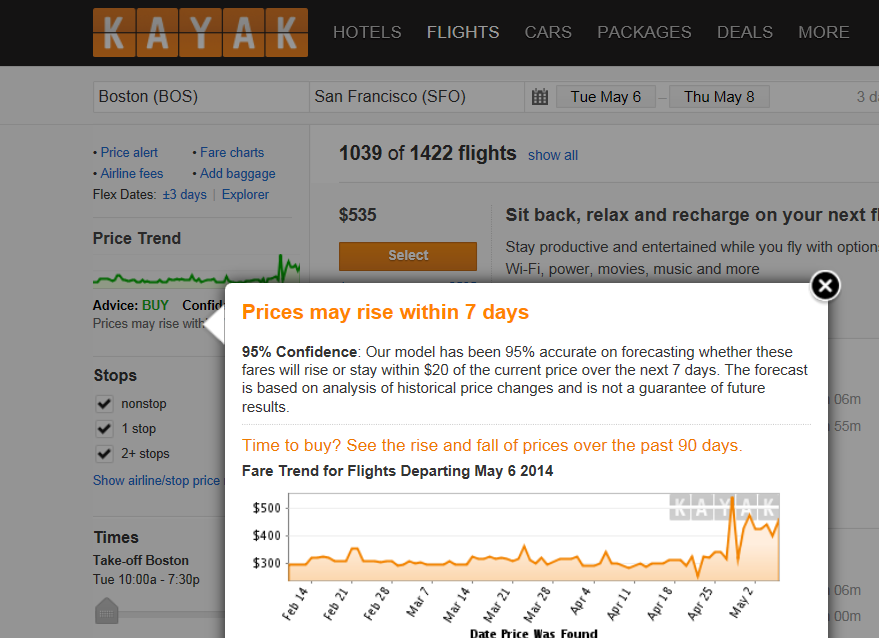 KAYAK
HOTELS FLIGHTS CARS PACKAGES DEALS MORE
Boston (BOS) San Francisco (SFO) Tue May 6 – Thu May 8 3 d
• Price alert • Fare charts
• Airline fees • Add baggage
Flex Dates: ±3 days | Explorer
Price Trend
Advice: BUY Confid
Prices may rise with
Stops
nonstop
1 stop
2+ stops
Show airline/stop price
Times
Take-off Boston
Tue 10:00a - 7:30p
1039 of 1422 flights show all
$535
Select
Sit back, relax and recharge on your next f
Stay productive and entertained while you fly with option
Wi-Fi, power, movies, music and more
Prices may rise within 7 days
95% Confidence: Our model has been 95% accurate on forecasting whether these
fares will rise or stay within $20 of the current price over the next 7 days. The forecast
is based on analysis of historical price changes and is not a guarantee of future
results.
Time to buy? See the rise and fall of prices over the past 90 days.
Fare Trend for Flights Departing May 6 2014
KAYAK
$500
$400
$300
Feb 14 Feb 21 Feb 28 Mar 7 Mar 14 Mar 21 Mar 28 Apr 4 Apr 11 Apr 18 Apr 25 May 2
Date Price Was Found
06m
55m
06m
00m